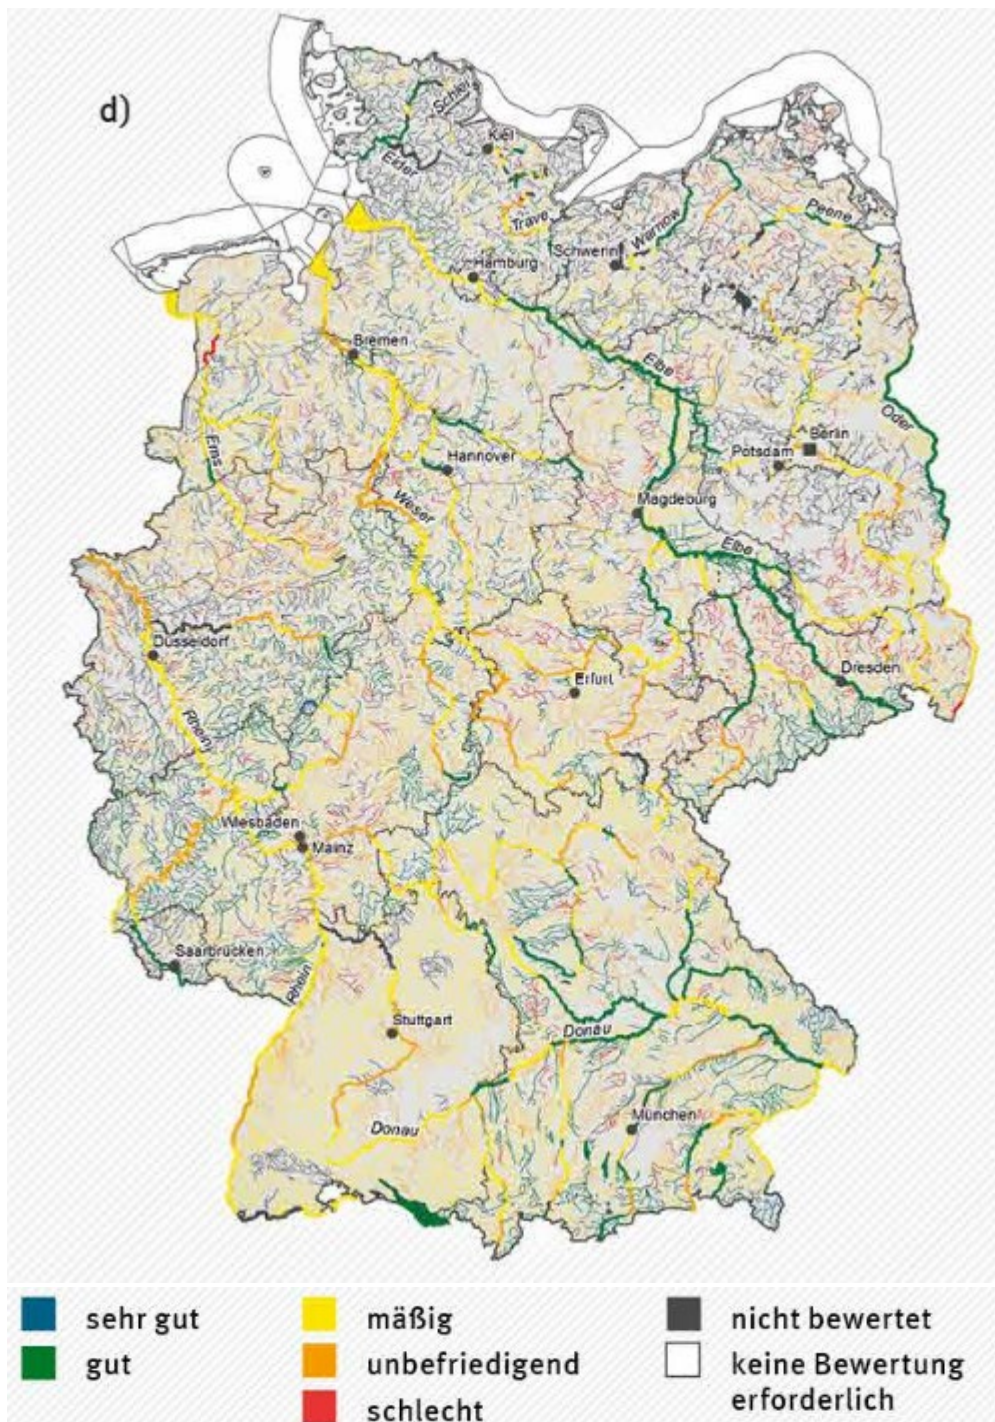 d)
Schlei
Kiel
Eider
Trave
Warnow
Peene
Schwerin
Hamburg
Bremen
Elbe
Oder
Ems
Hannover
Berlin
Potsdam
Weser
Magdeburg
Elbe
Düsseldorf
Dresden
Erfurt
Rhein
Wiesbaden
Mainz
Saarbrücken
Rhein
Stuttgart
Donau
München
Donau
sehr gut
gut
mäßig
unbefriedigend
schlecht
nicht bewertet
keine Bewertung
erforderlich